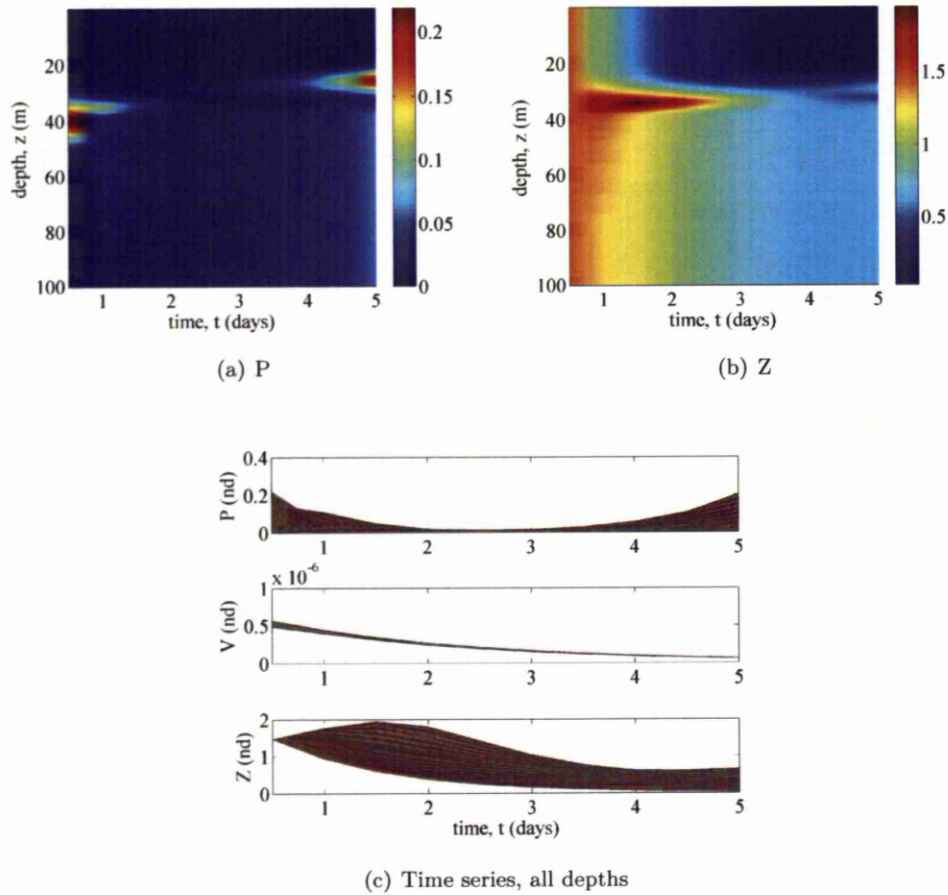 20
40
60
80
100
depth, z (m)
1 2 3 4 5
time, t (days)
0.2
0.15
0.1
0.05
0
(a) P
20
40
60
80
100
depth, z (m)
1 2 3 4 5
time, t (days)
1.5
1
0.5
(b) Z
0.4
0.2
0
P (nd)
1 2 3 4 5
x 10⁻⁶
1
0.5
0
V (nd)
1 2 3 4 5
2
1
0
Z (nd)
1 2 3 4 5
time, t (days)
(c) Time series, all depths